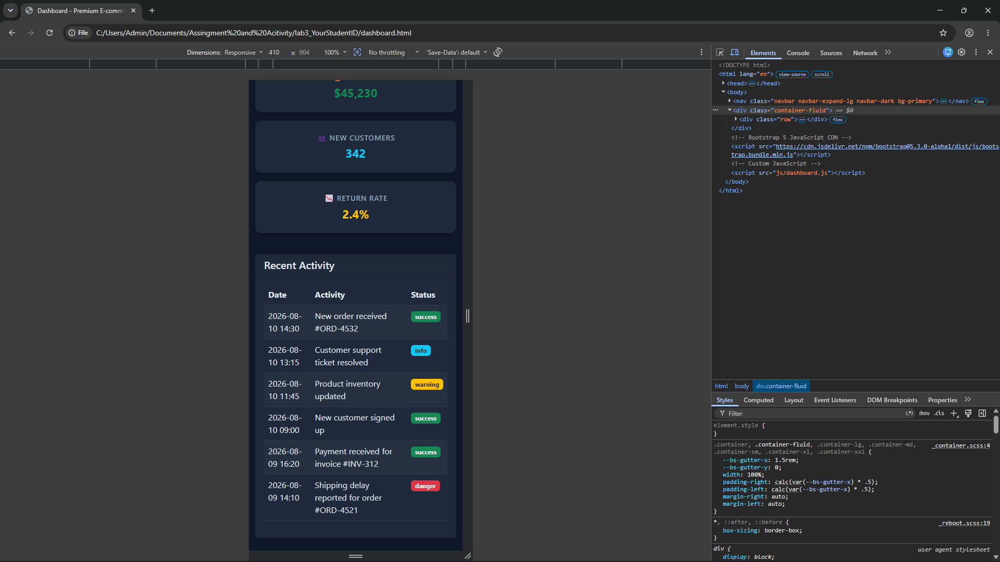 Dashboard - Premium E-comm
File
C:/Users/Admin/Documents/Assingment%20and%20Acitivity/lab3_YourStudentID/dashboard.html
Dimensions: Responsive 410 × 904 100% No throttling 'Save-Data': default
$45,230
NEW CUSTOMERS
342
RETURN RATE
2.4%
Recent Activity
Date Activity Status
2026-08-10 14:30 New order received #ORD-4532 success
2026-08-10 13:15 Customer support ticket resolved info
2026-08-10 11:45 Product inventory updated warning
2026-08-10 09:00 New customer signed up success
2026-08-09 16:20 Payment received for invoice #INV-312 success
2026-08-09 14:10 Shipping delay reported for order #ORD-4521 danger
Elements Console Sources Network
<!DOCTYPE html>
<html lang="en"> view-source scroll
<head> ⋯ </head>
<body>
<nav class="navbar navbar-expand-lg navbar-dark bg-primary"> ⋯ </nav> flex
<div class="container-fluid"> == $0
<div class="row"> ⋯ </div> flex
</div>
<!-- Bootstrap 5 JavaScript CDN -->
<script src="https://cdn.jsdelivr.net/npm/bootstrap@5.3.0-alpha1/dist/js/boots
trap.bundle.min.js"></script>
<!-- Custom JavaScript -->
<script src="js/dashboard.js"></script>
</body>
</html>
html body div.container-fluid
Styles Computed Layout Event Listeners DOM Breakpoints Properties
Filter (.*) :hov .cls
element.style {
}
.container, .container-fluid, .container-lg, .container-md, _container.scss:4
.container-sm, .container-xl, .container-xxl {
--bs-gutter-x: 1.5rem;
--bs-gutter-y: 0;
width: 100%;
padding-right: calc(var(--bs-gutter-x) * .5);
padding-left: calc(var(--bs-gutter-x) * .5);
margin-right: auto;
margin-left: auto;
}
*, ::after, ::before { _reboot.scss:19
box-sizing: border-box;
}
div { user agent stylesheet
display: block;